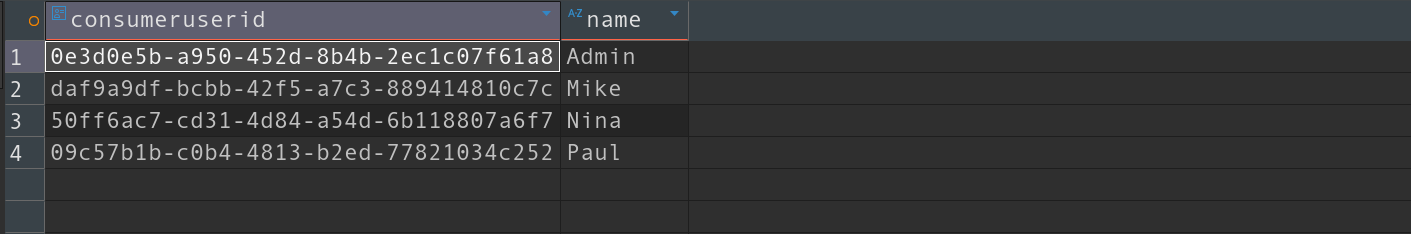 consumeruserid A-Z name
1 0e3d0e5b-a950-452d-8b4b-2ec1c07f61a8 Admin
2 daf9a9df-bcbb-42f5-a7c3-889414810c7c Mike
3 50ff6ac7-cd31-4d84-a54d-6b118807a6f7 Nina
4 09c57b1b-c0b4-4813-b2ed-77821034c252 Paul